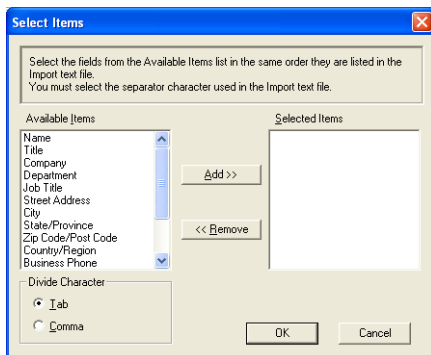 Select Items
Select the fields from the Available Items list in the same order they are listed in the
Import text file.
You must select the separator character used in the Import text file.
Available Items
Selected Items
Name
Title
Company
Department
Job Title
Street Address
City
State/Province
Zip Code/Post Code
Country/Region
Business Phone
Add >>
<< Remove
Divide Character
Tab
Comma
OK
Cancel